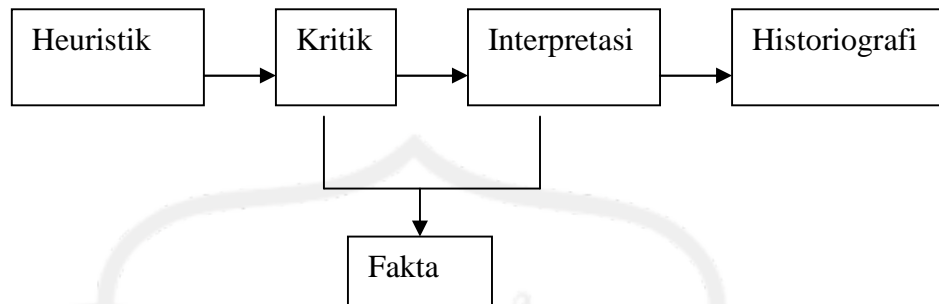 Heuristik
Kritik
Interpretasi
Historiografi
Fakta